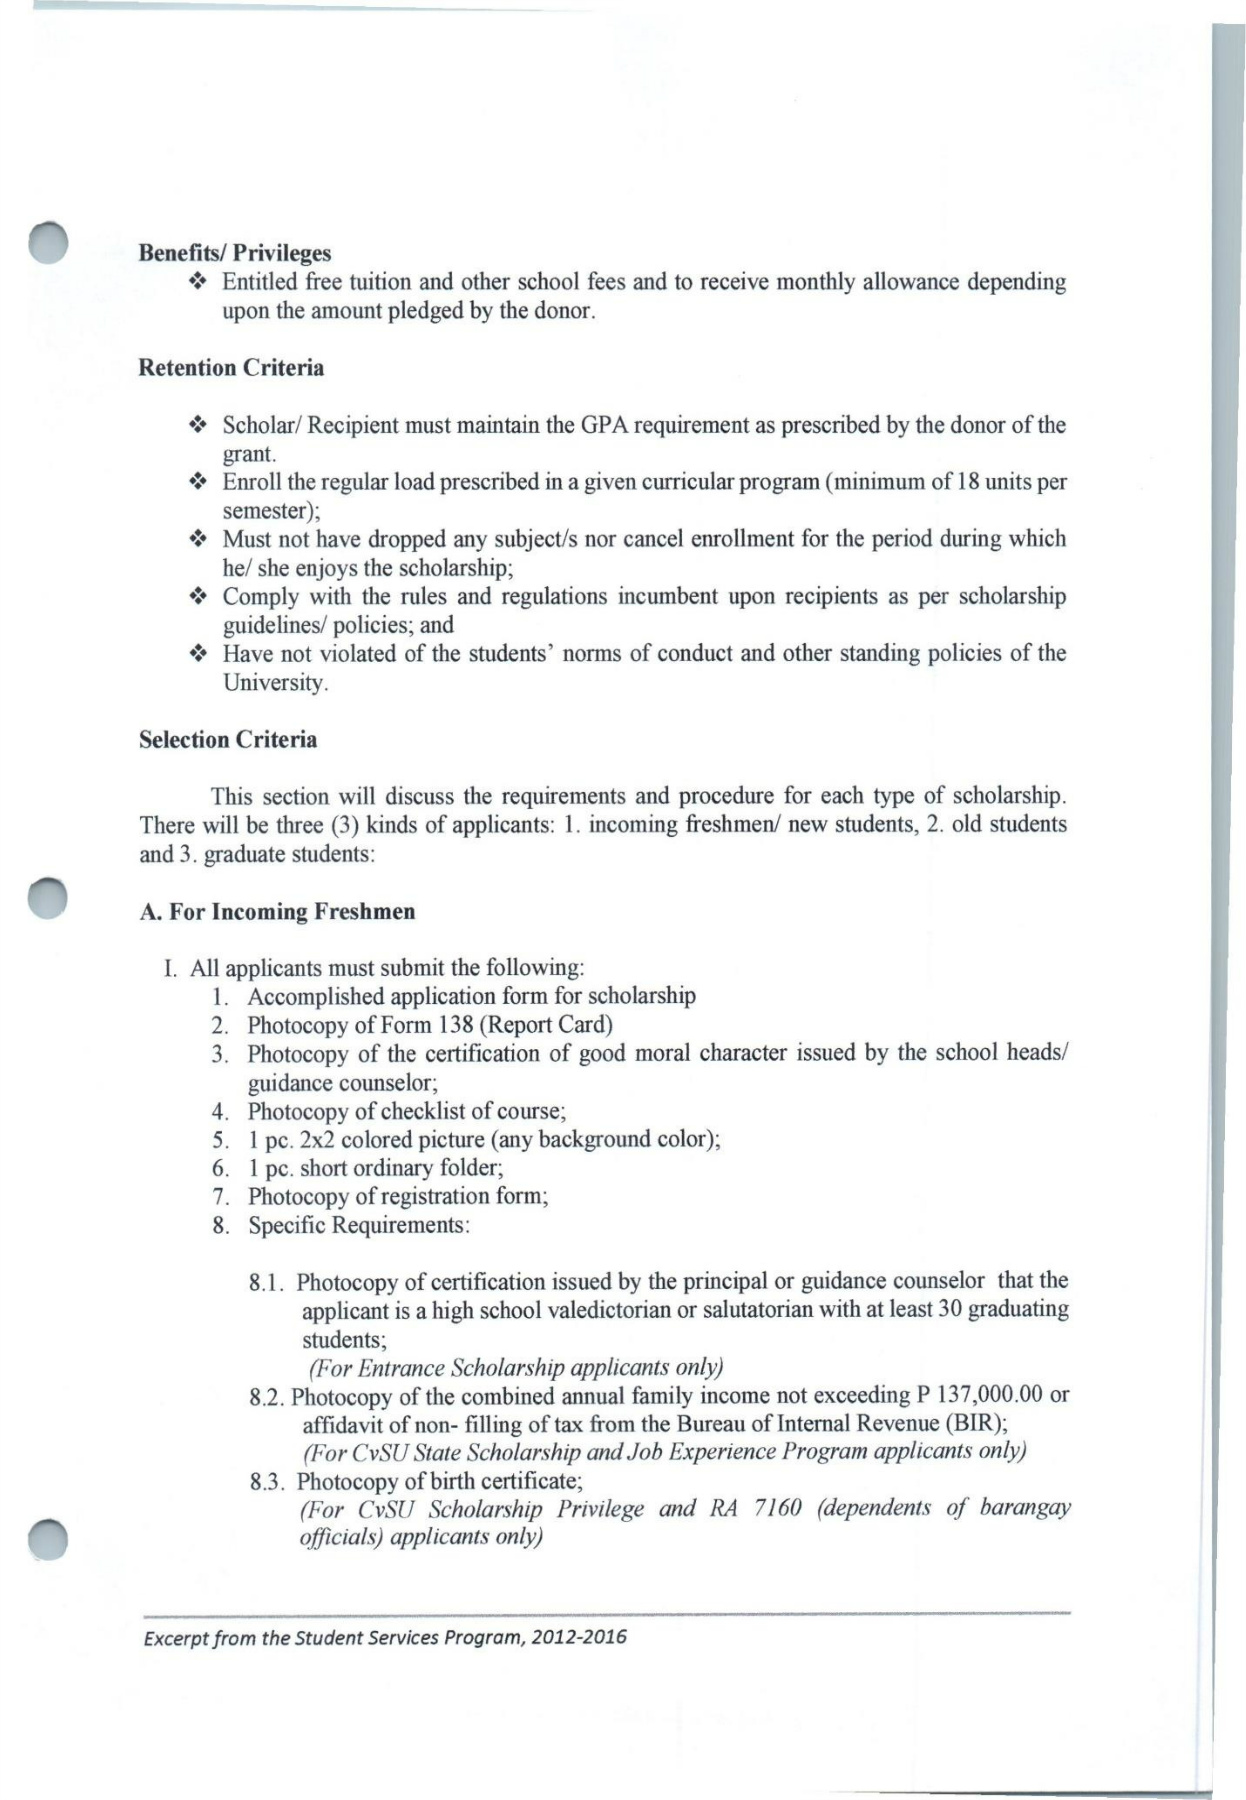 Benefits/ Privileges
❖ Entitled free tuition and other school fees and to receive monthly allowance depending
upon the amount pledged by the donor.
Retention Criteria
❖ Scholar/ Recipient must maintain the GPA requirement as prescribed by the donor of the
grant.
❖ Enroll the regular load prescribed in a given curricular program (minimum of 18 units per
semester);
❖ Must not have dropped any subject/s nor cancel enrollment for the period during which
he/ she enjoys the scholarship;
❖ Comply with the rules and regulations incumbent upon recipients as per scholarship
guidelines/ policies; and
❖ Have not violated of the students’ norms of conduct and other standing policies of the
University.
Selection Criteria
This section will discuss the requirements and procedure for each type of scholarship.
There will be three (3) kinds of applicants: 1. incoming freshmen/ new students, 2. old students
and 3. graduate students:
A. For Incoming Freshmen
I. All applicants must submit the following:
1. Accomplished application form for scholarship
2. Photocopy of Form 138 (Report Card)
3. Photocopy of the certification of good moral character issued by the school heads/
guidance counselor;
4. Photocopy of checklist of course;
5. 1 pc. 2x2 colored picture (any background color);
6. 1 pc. short ordinary folder;
7. Photocopy of registration form;
8. Specific Requirements:
8.1. Photocopy of certification issued by the principal or guidance counselor that the
applicant is a high school valedictorian or salutatorian with at least 30 graduating
students;
(For Entrance Scholarship applicants only)
8.2. Photocopy of the combined annual family income not exceeding P 137,000.00 or
affidavit of non- filling of tax from the Bureau of Internal Revenue (BIR);
(For CvSU State Scholarship and Job Experience Program applicants only)
8.3. Photocopy of birth certificate;
(For CvSU Scholarship Privilege and RA 7160 (dependents of barangay
officials) applicants only)
Excerpt from the Student Services Program, 2012-2016